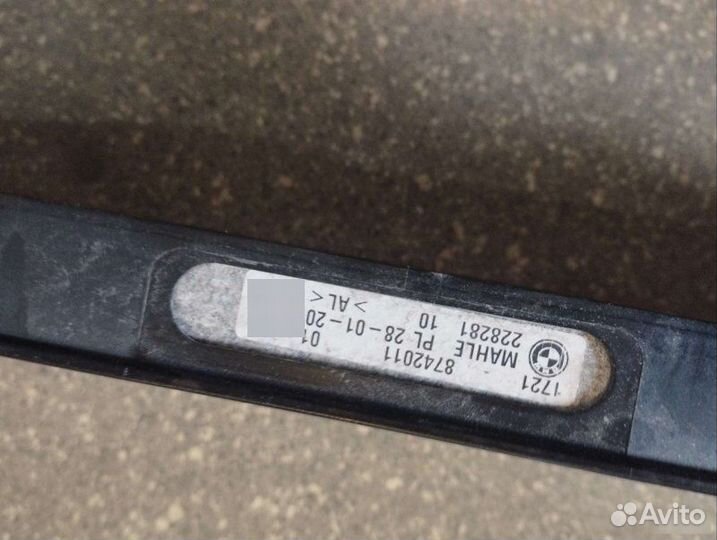 1721 8742011 01
MAHLE PL 28-01-20
228281 10 >AL<
Avito